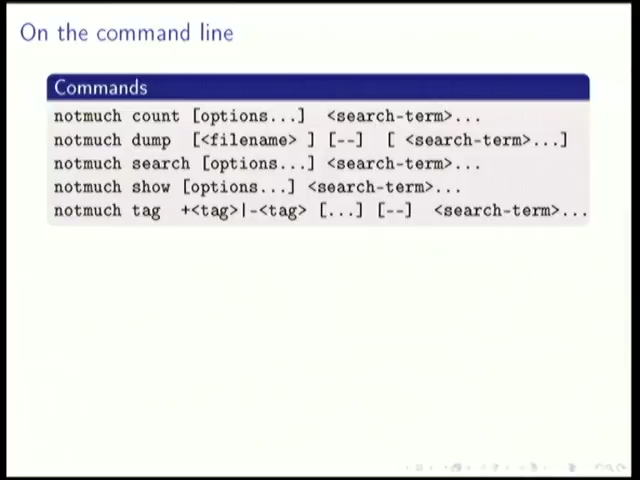 On the command line
Commands
notmuch count [options...] <search-term>...
notmuch dump [<filename> ] [--] [ <search-term>...]
notmuch search [options...] <search-term>...
notmuch show [options...] <search-term>...
notmuch tag +<tag>|-<tag> [...] [--] <search-term>...